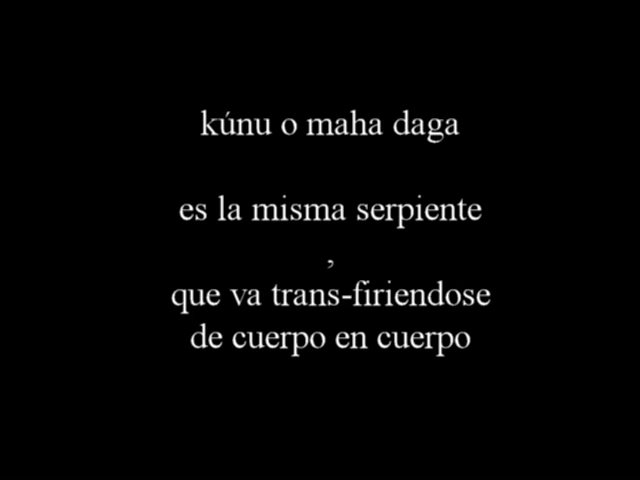 kúnu o maha daga
es la misma serpiente
,
que va trans-firiendose
de cuerpo en cuerpo